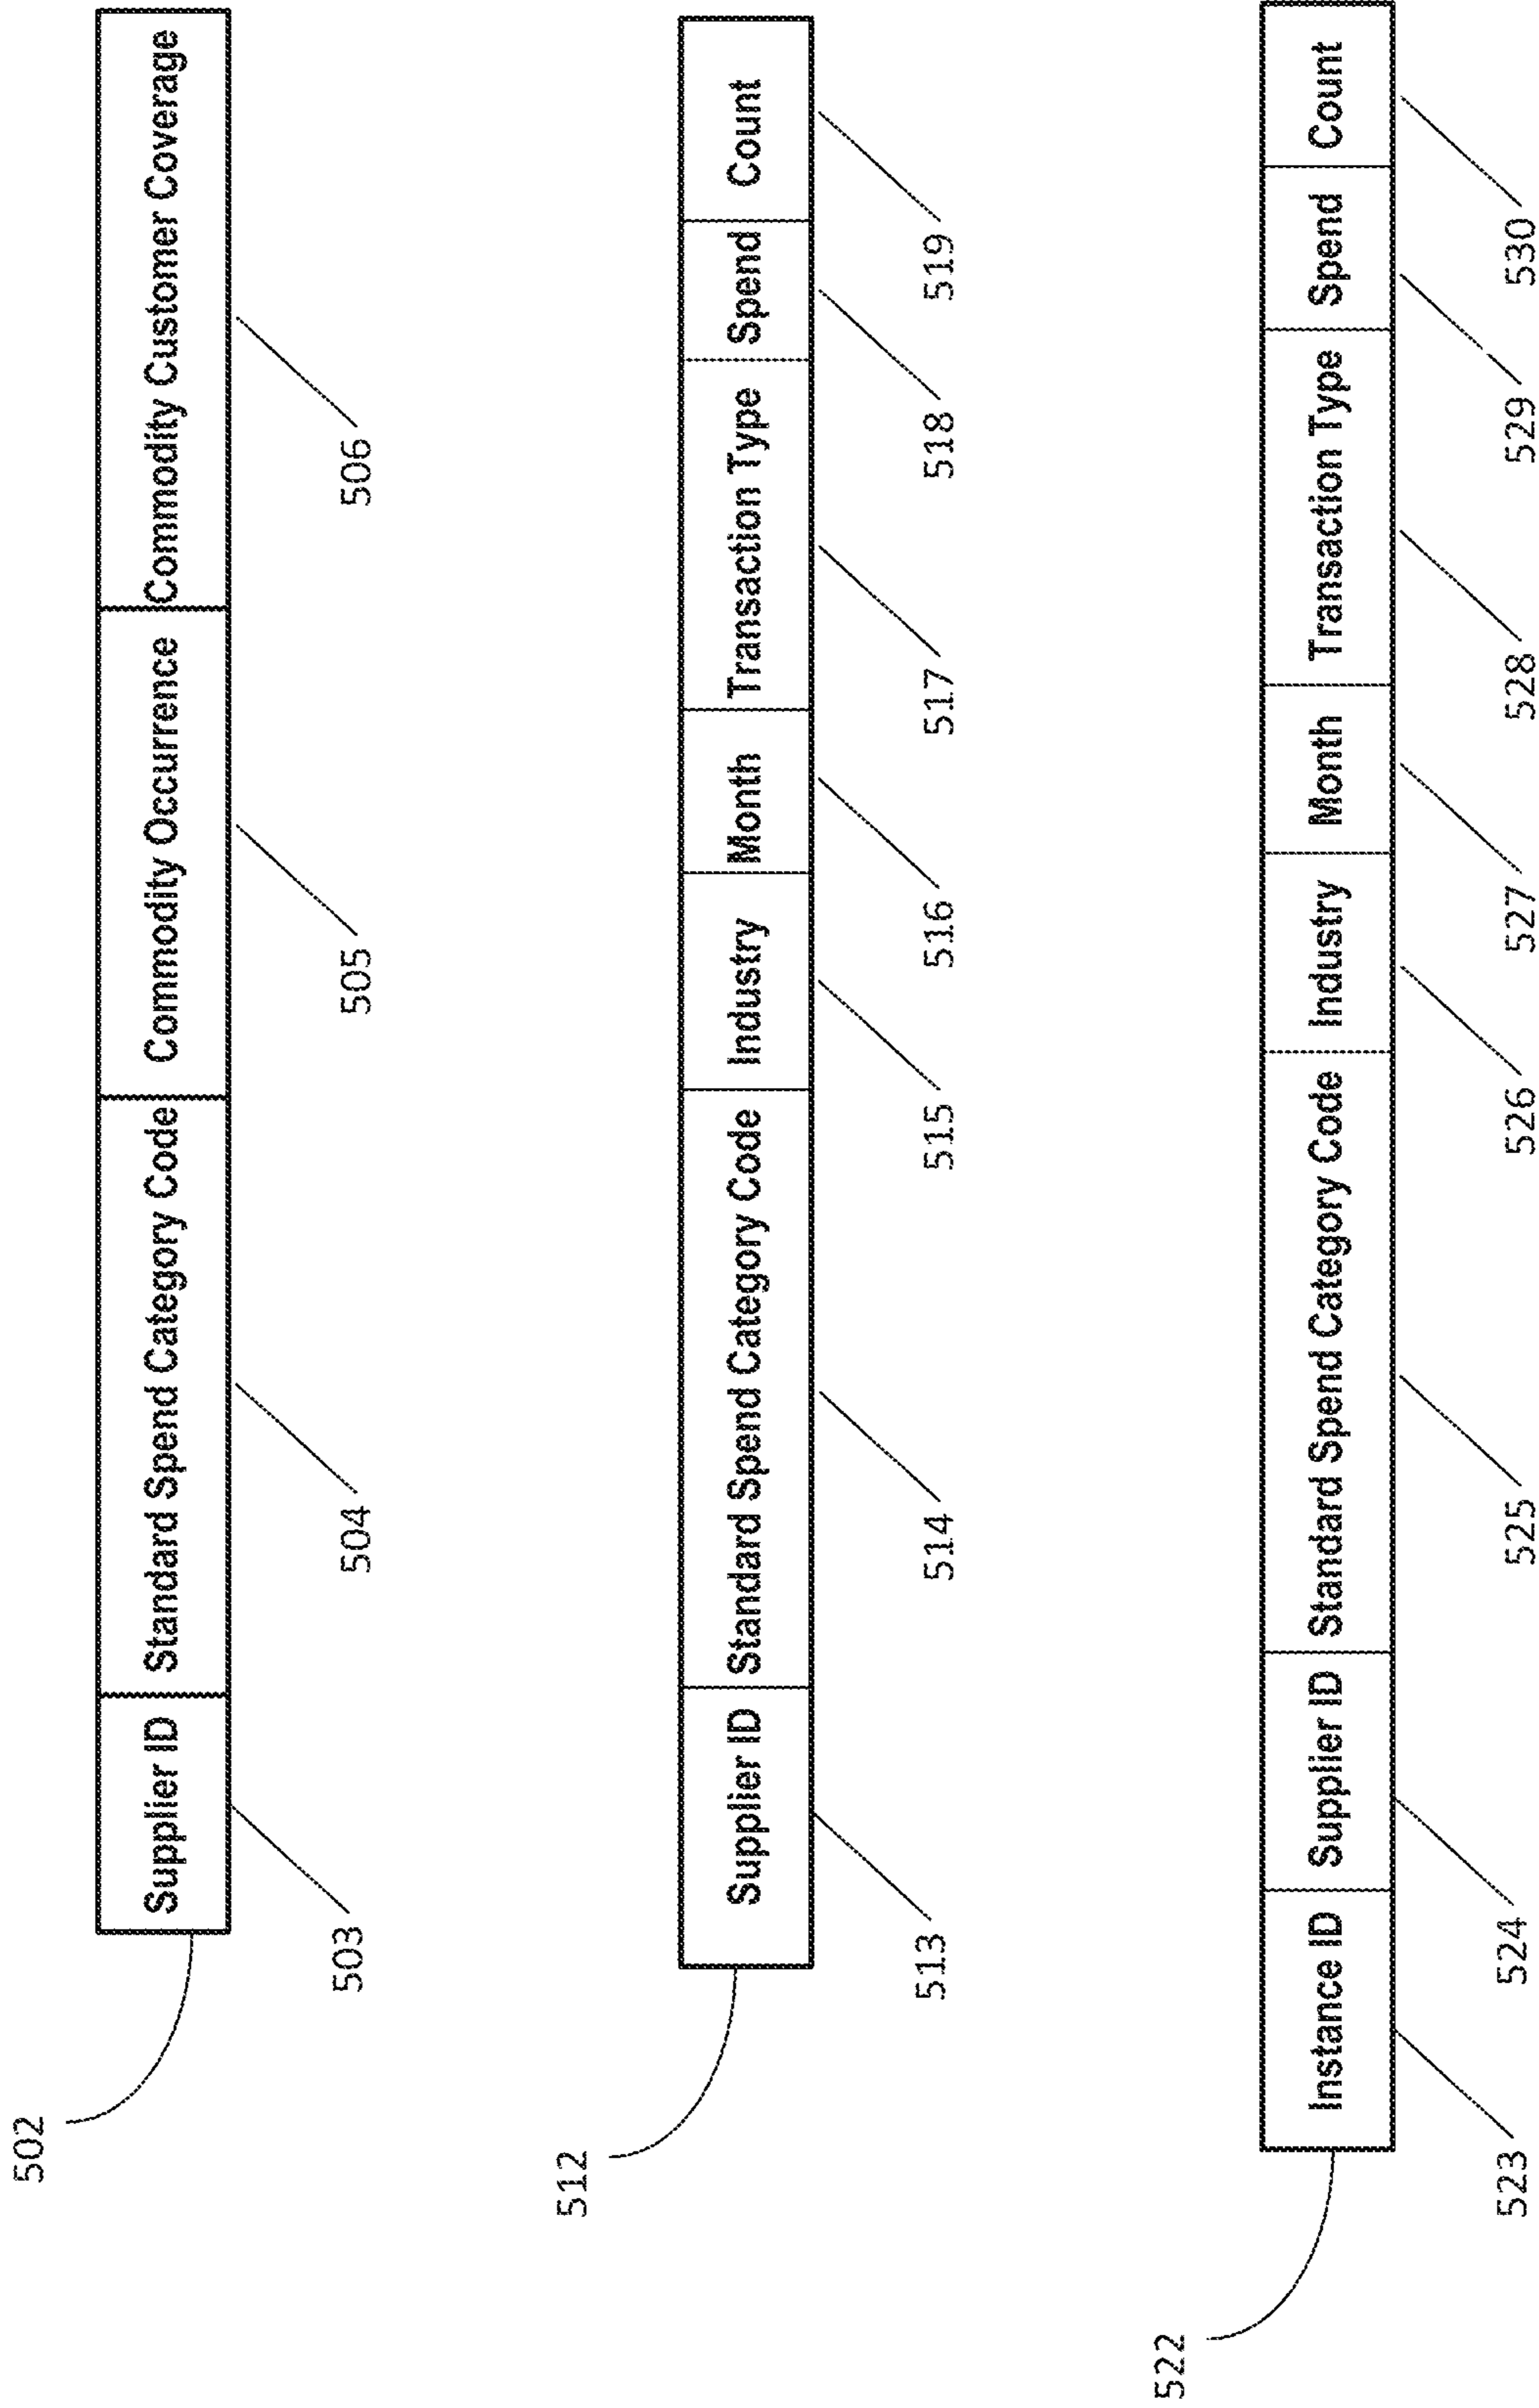 502
Supplier ID Standard Spend Category Code Commodity Occurrence Commodity Customer Coverage
503 504 505 506
512
Supplier ID Standard Spend Category Code Industry Month Transaction Type Spend Count
513 514 515 516 517 518 519
522
Instance ID Supplier ID Standard Spend Category Code Industry Month Transaction Type Spend Count
523 524 525 526 527 528 529 530